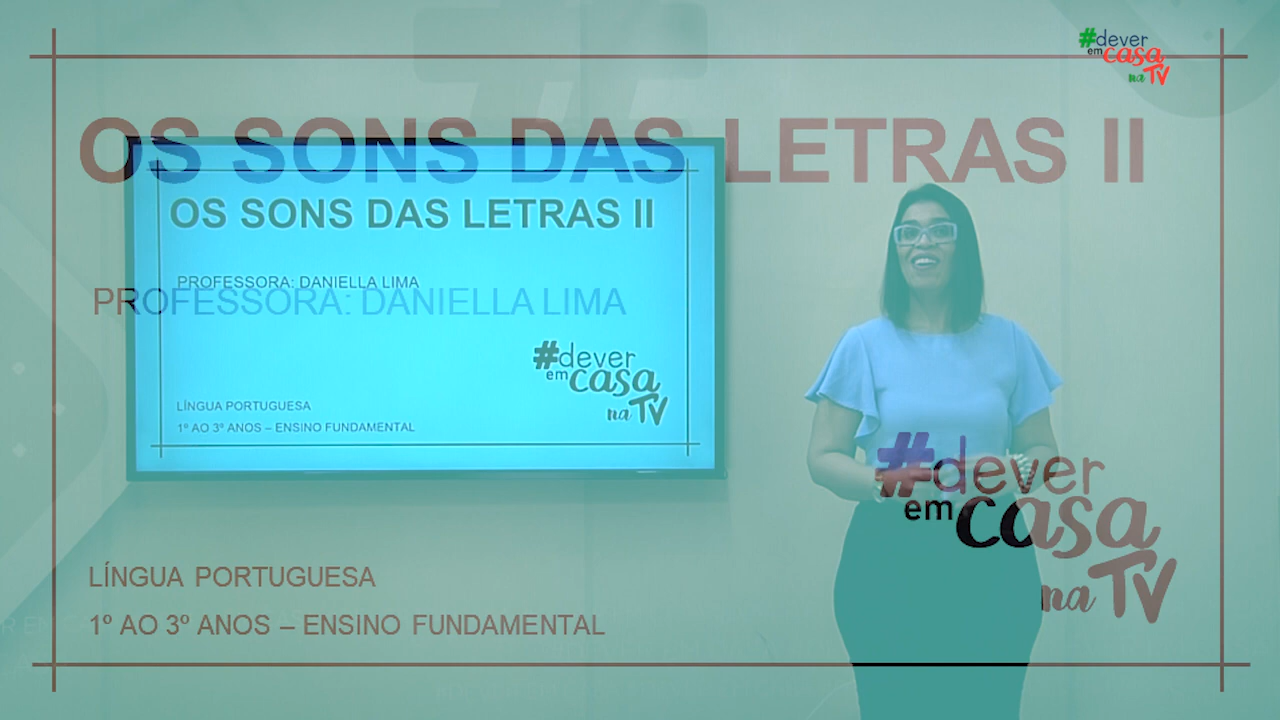 #dever
em casa
na TV
OS SONS DAS LETRAS II
PROFESSORA: DANIELLA LIMA
LÍNGUA PORTUGUESA
1º AO 3º ANOS – ENSINO FUNDAMENTAL
#dever
em casa
na TV
OS SONS DAS LETRAS II
PROFESSORA: DANIELLA LIMA
#dever
em casa
na TV
LÍNGUA PORTUGUESA
1º AO 3º ANOS – ENSINO FUNDAMENTAL